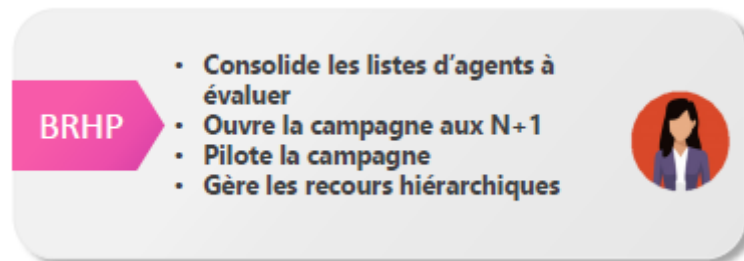 BRHP
• Consolide les listes d'agents à
évaluer
• Ouvre la campagne aux N+1
• Pilote la campagne
• Gère les recours hiérarchiques